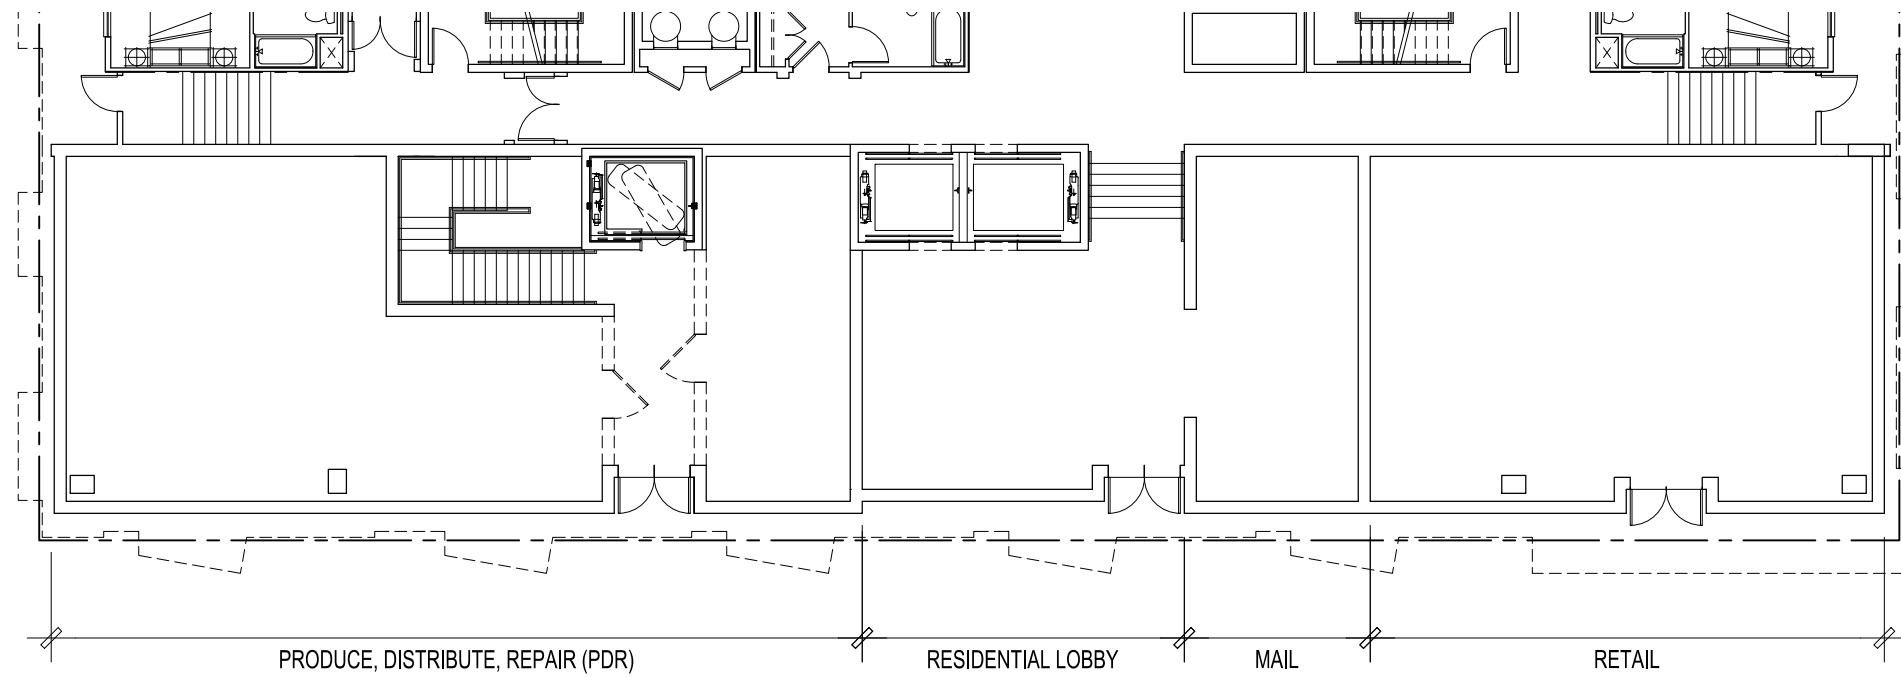 PRODUCE, DISTRIBUTE, REPAIR (PDR)
RESIDENTIAL LOBBY
MAIL
RETAIL